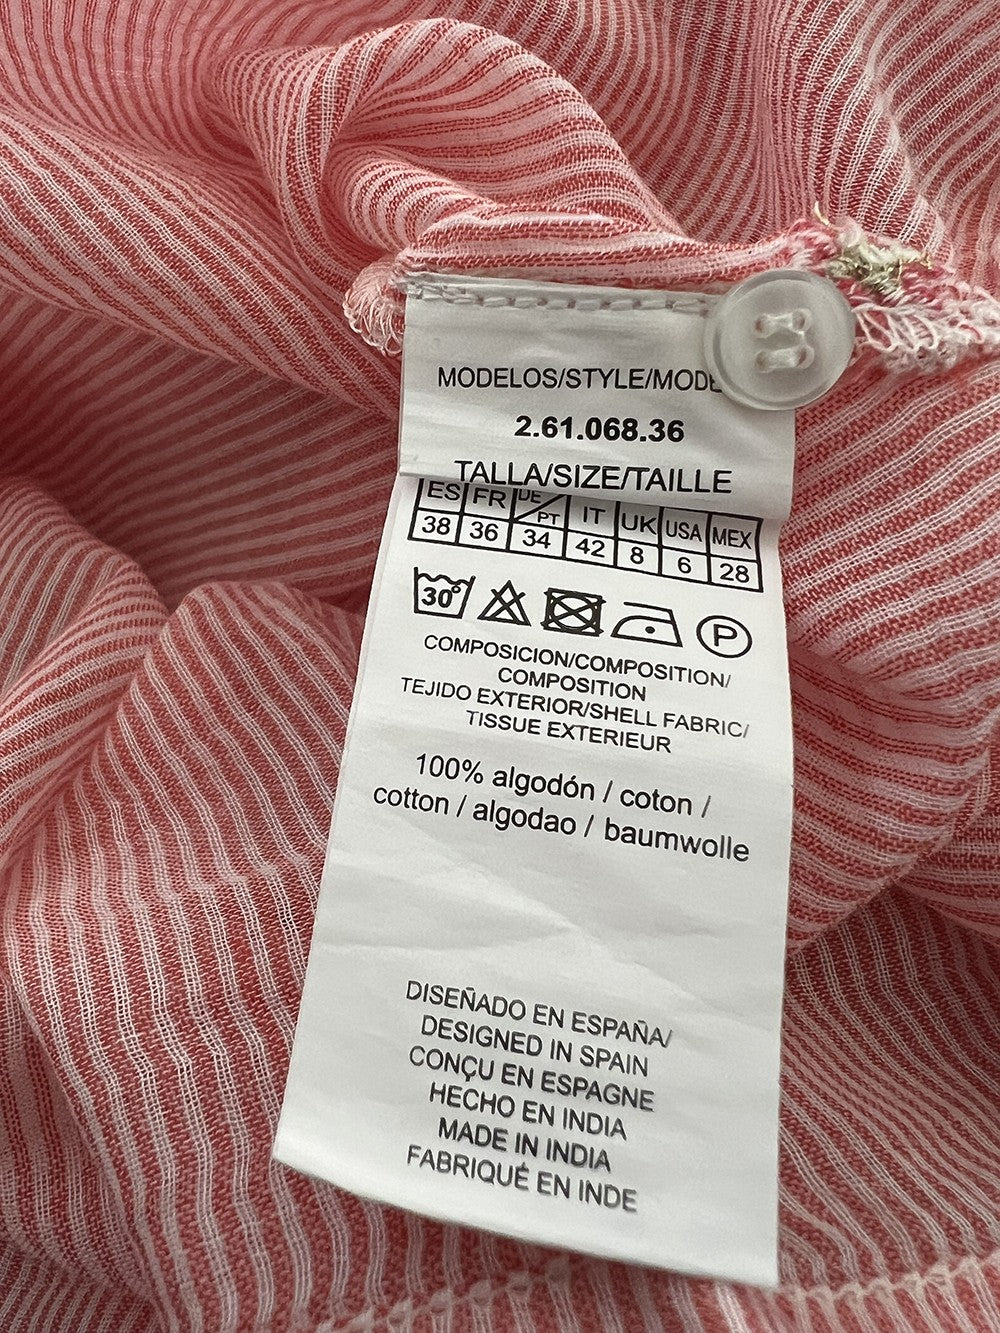 MODELOS/STYLE/MODE
2.61.068.36
TALLA/SIZE/TAILLE
ES FR DE/PT IT UK USA MEX
38 36 34 42 8 6 28
30° P
COMPOSICION/COMPOSITION/
COMPOSITION
TEJIDO EXTERIOR/SHELL FABRIC/
TISSUE EXTERIEUR
100% algodón / coton /
cotton / algodao / baumwolle
DISEÑADO EN ESPAÑA/
DESIGNED IN SPAIN
CONÇU EN ESPAGNE
HECHO EN INDIA
MADE IN INDIA
FABRIQUÉ EN INDE